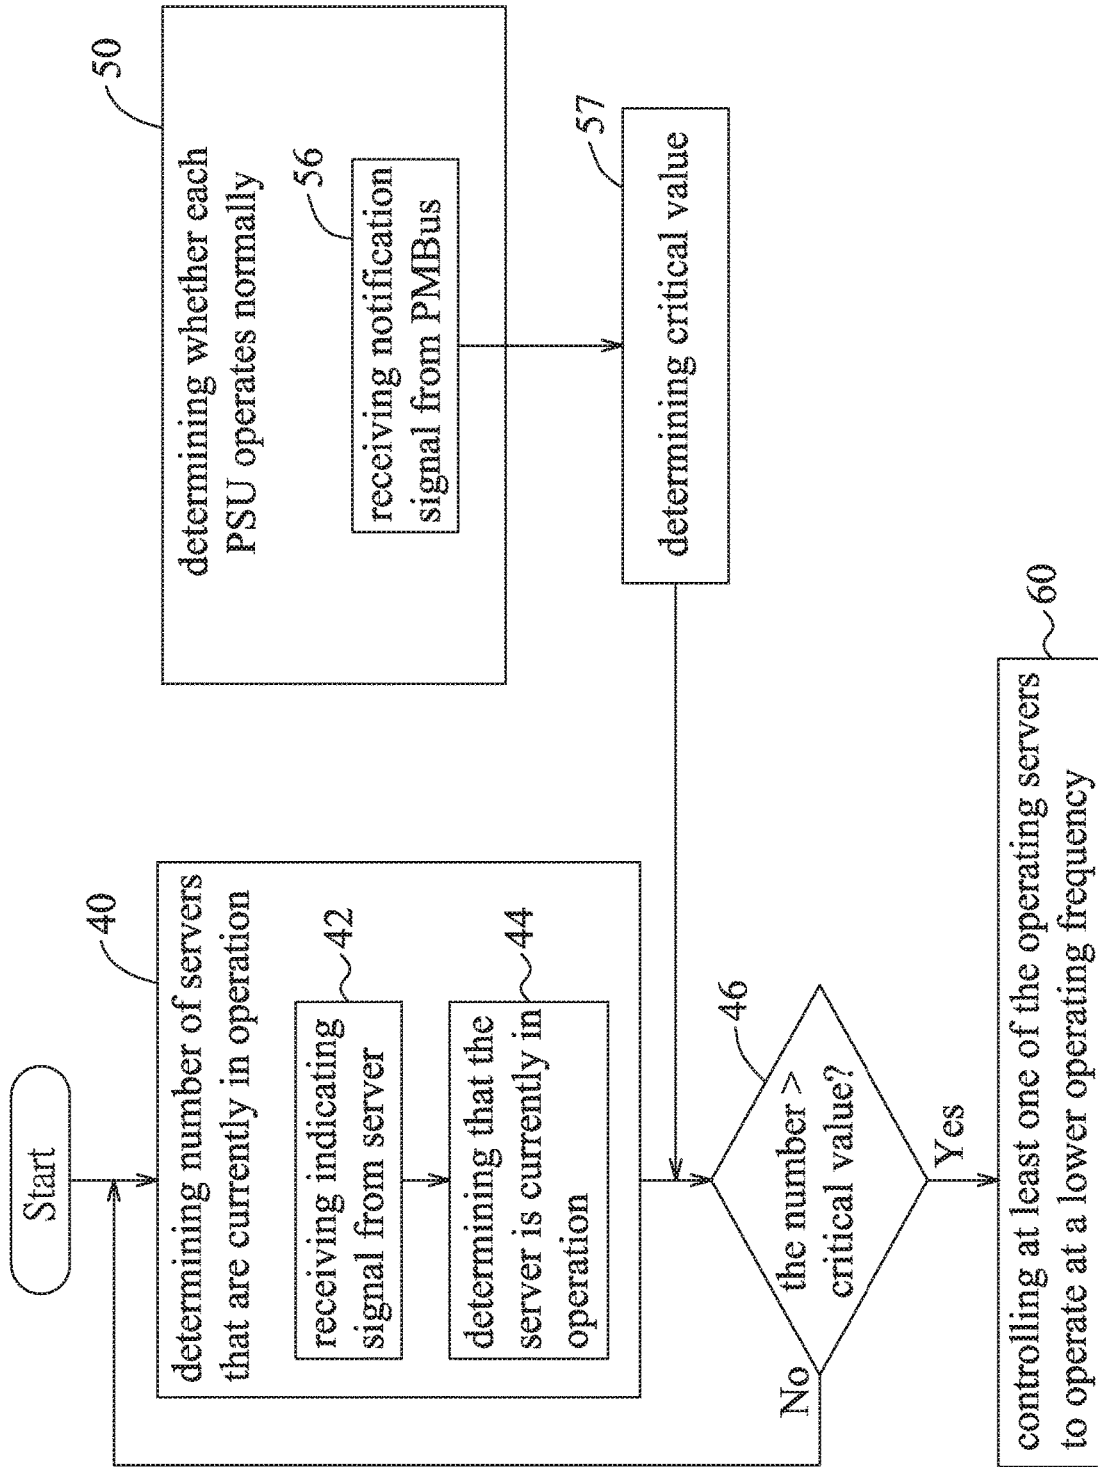 Start
40
determining number of servers
that are currently in operation
42
receiving indicating
signal from server
44
determining that the
server is currently in
operation
50
determining whether each
PSU operates normally
56
receiving notification
signal from PMBus
57
determining critical value
46
the number >
critical value?
No
Yes
60
controlling at least one of the operating servers
to operate at a lower operating frequency